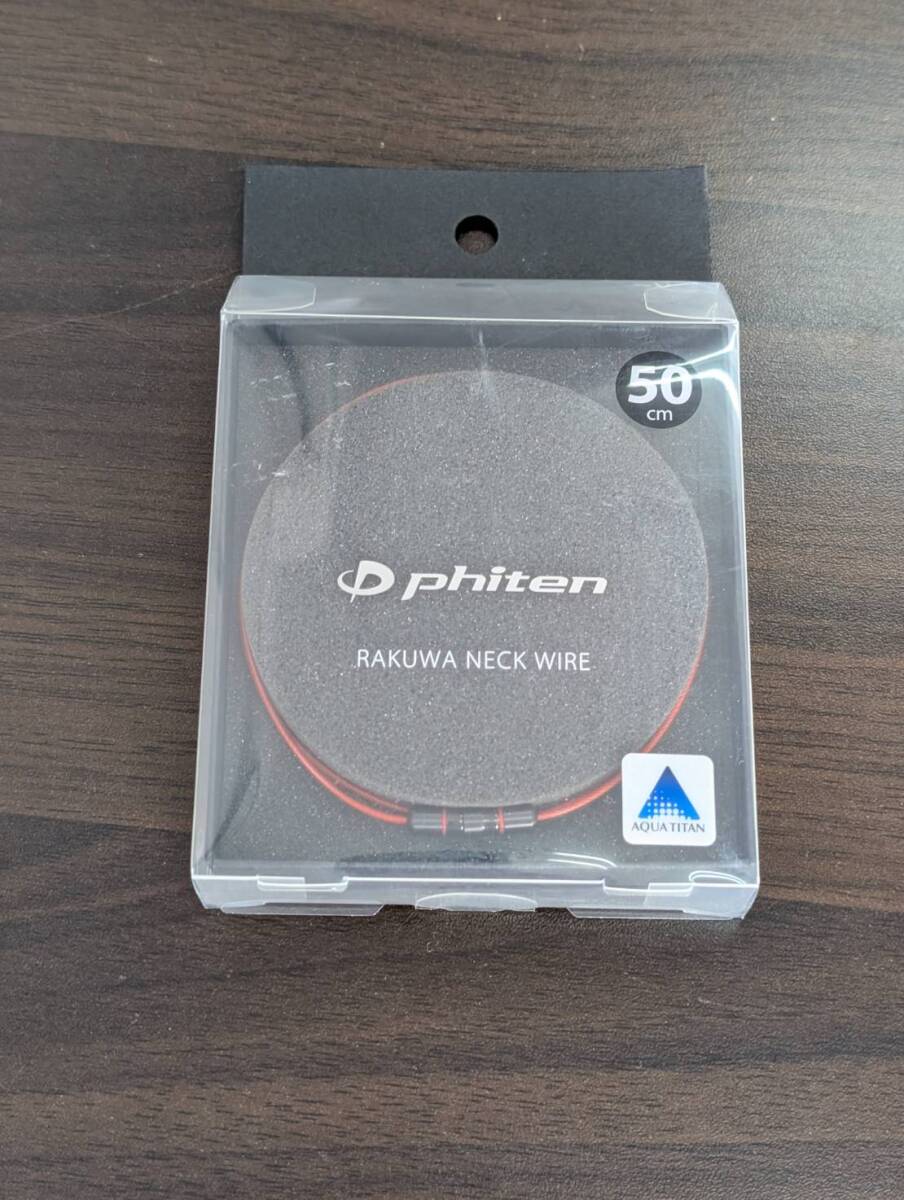 50
cm
phiten
RAKUWA NECK WIRE
AQUA TITAN